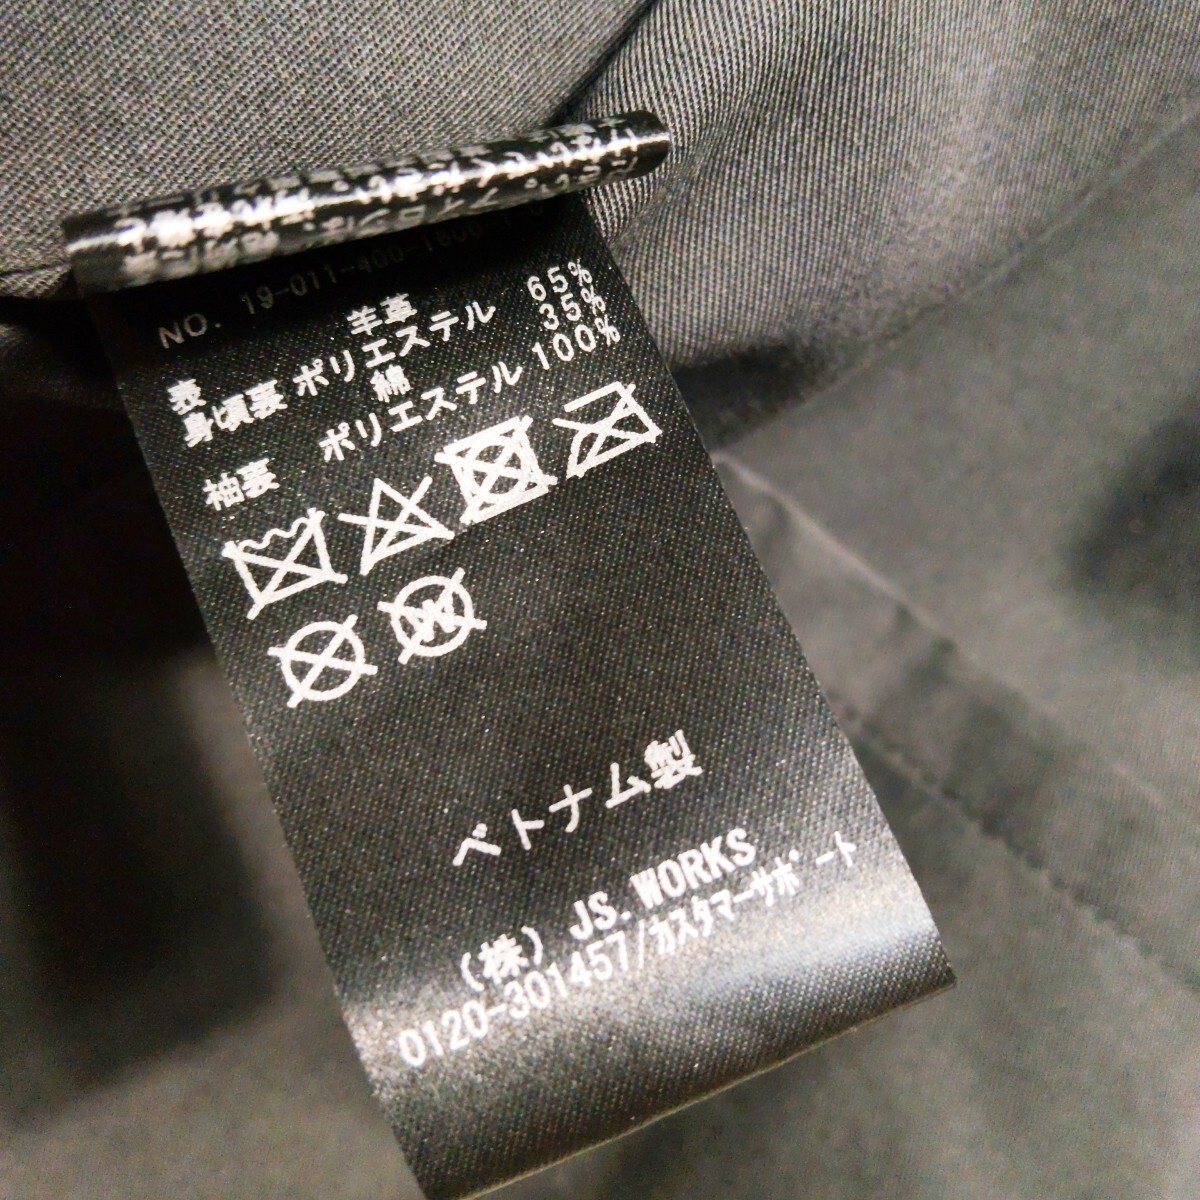 NO. 19-011-400-1800-1-0
表 羊革
身頃裏 ポリエステル 65%
綿 35%
袖裏 ポリエステル 100%
W
ベトナム製
(株) JS.WORKS
0120-301457/カスタマーサポート